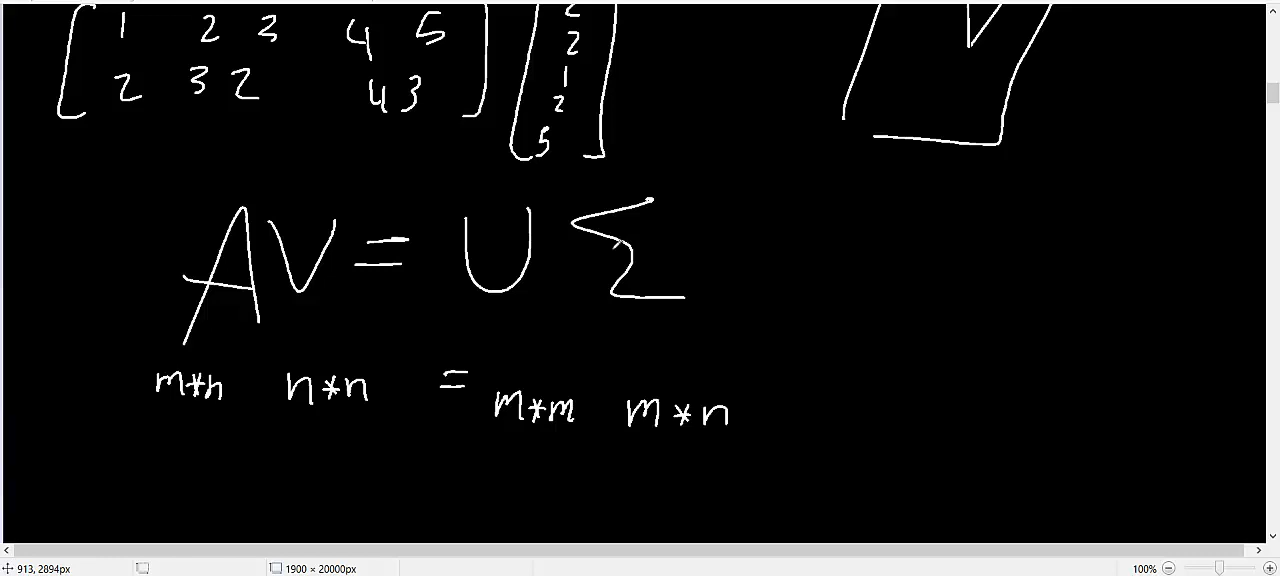 1 2 3 4 5 2
2
2 3 2 4 3 1
2
5
V
AV = U Σ
m*n n*n = m*m m*n
913, 2894px 1900 × 20000px 100%